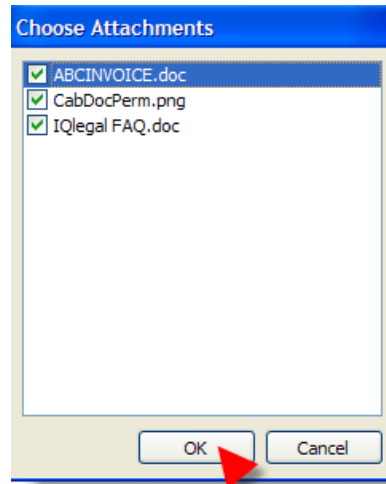 Choose Attachments
ABCINVOICE.doc
CabDocPerm.png
IQlegal FAQ.doc
OK Cancel